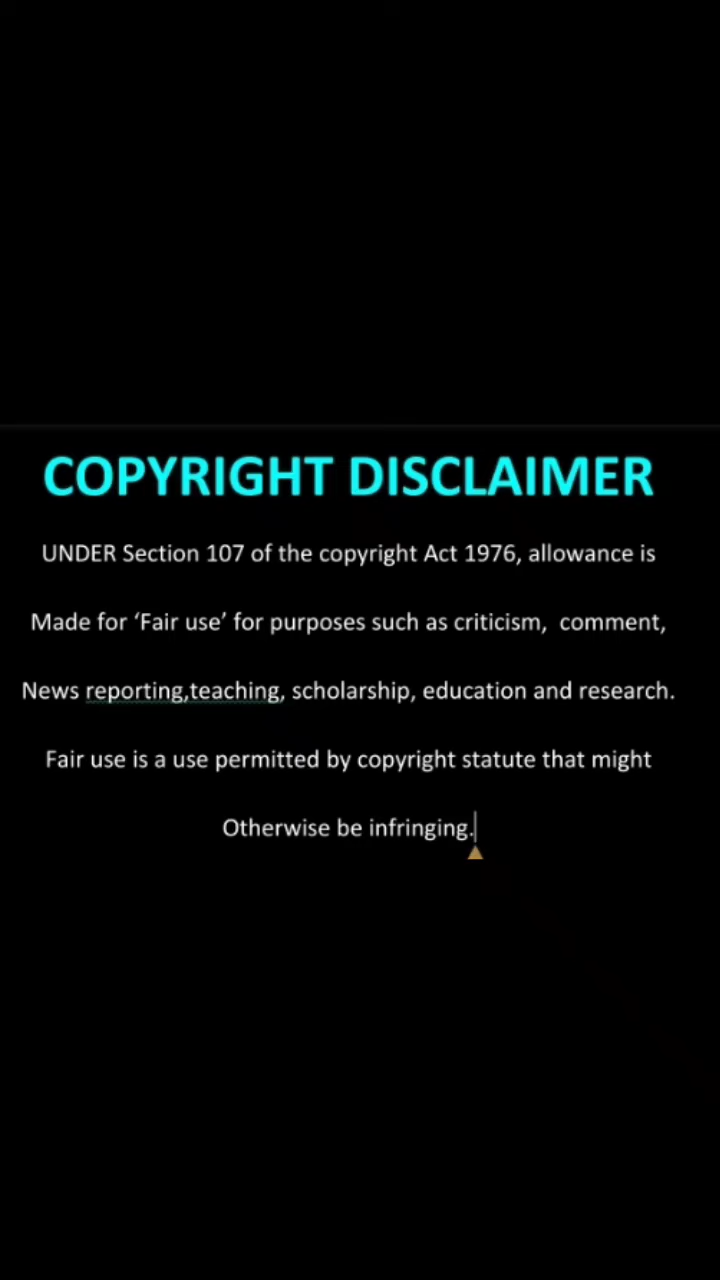 COPYRIGHT DISCLAIMER
UNDER Section 107 of the copyright Act 1976, allowance is
Made for ‘Fair use’ for purposes such as criticism,  comment,
News reporting,teaching, scholarship, education and research.
Fair use is a use permitted by copyright statute that might
Otherwise be infringing.